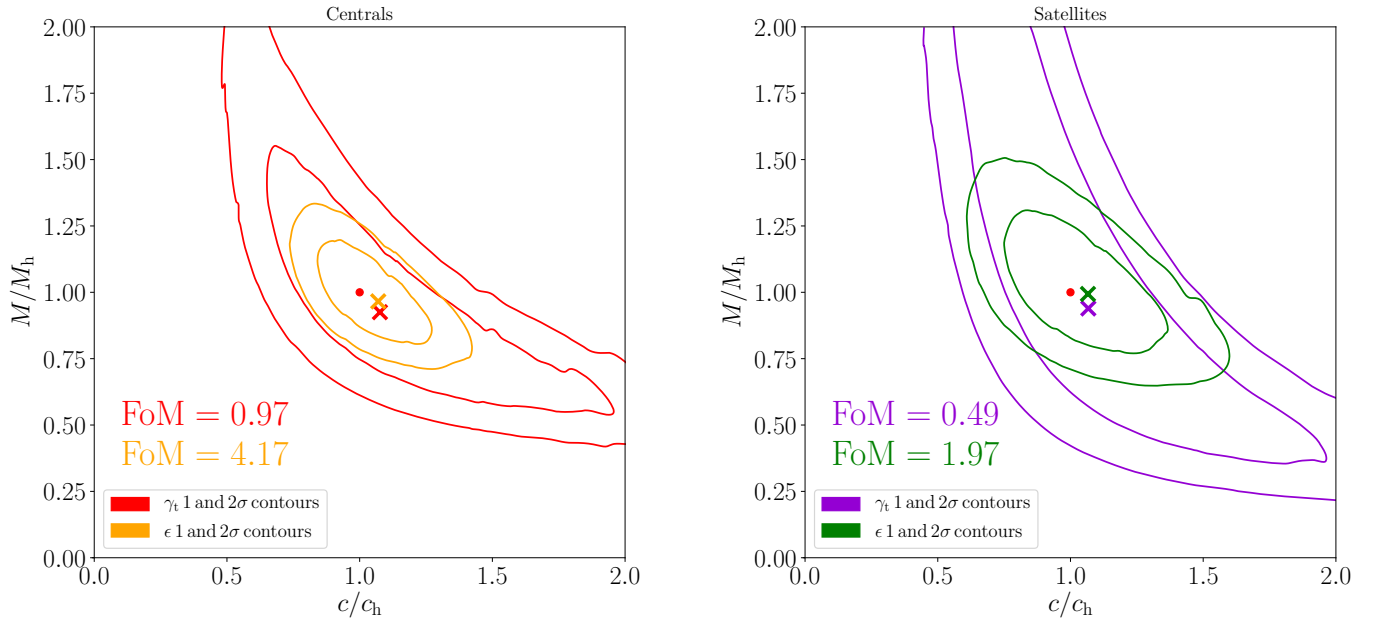 Centrals
2.00
1.75
1.50
1.25
1.00
0.75
0.50
0.25
0.00
M/M_h
FoM = 0.97
FoM = 4.17
γ_t 1 and 2σ contours
ϵ 1 and 2σ contours
0.0 0.5 1.0 1.5 2.0
c/c_h
Satellites
2.00
1.75
1.50
1.25
1.00
0.75
0.50
0.25
0.00
M/M_h
FoM = 0.49
FoM = 1.97
γ_t 1 and 2σ contours
ϵ 1 and 2σ contours
0.0 0.5 1.0 1.5 2.0
c/c_h